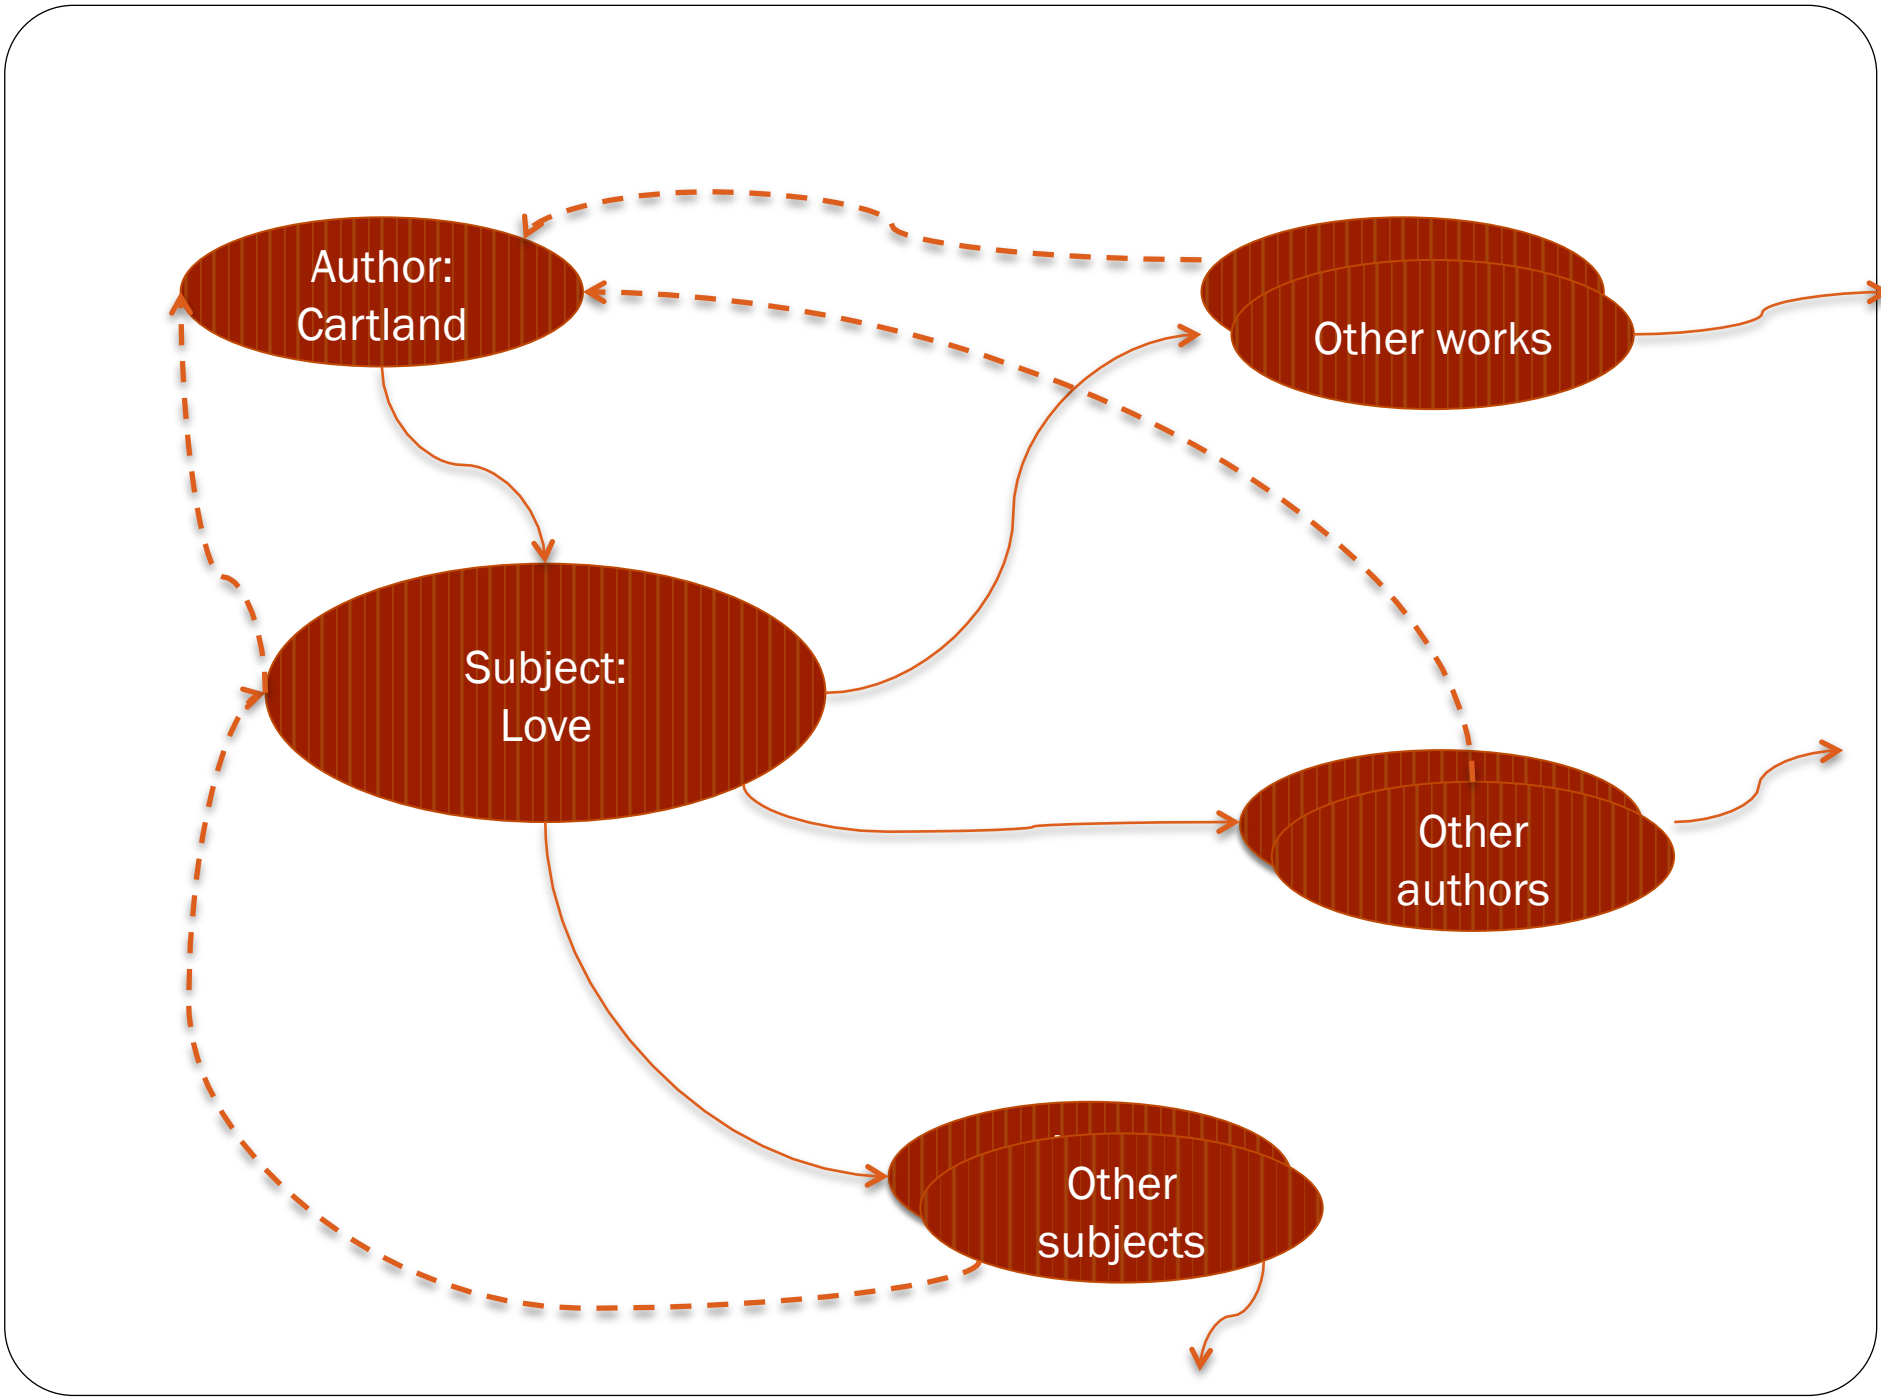 Author:
Cartland
Other works
Subject:
Love
Other
authors
Other
subjects